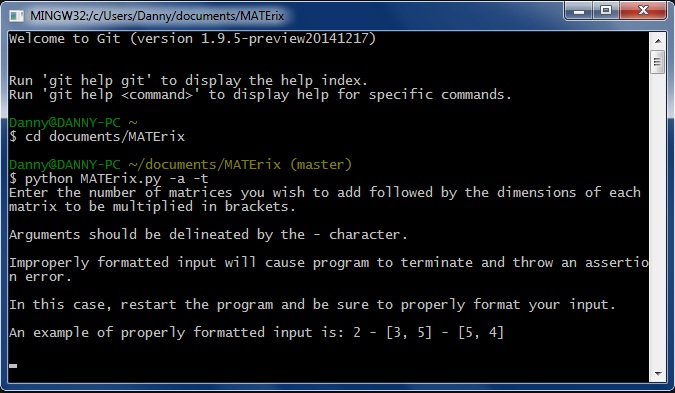 MINGW32:/c/Users/Danny/documents/MATErix
Welcome to Git (version 1.9.5-preview20141217)
Run 'git help git' to display the help index.
Run 'git help <command>' to display help for specific commands.
Danny@DANNY-PC ~
$ cd documents/MATErix
Danny@DANNY-PC ~/documents/MATErix (master)
$ python MATErix.py -a -t
Enter the number of matrices you wish to add followed by the dimensions of each
matrix to be multiplied in brackets.
Arguments should be delineated by the - character.
Improperly formatted input will cause program to terminate and throw an assertio
n error.
In this case, restart the program and be sure to properly format your input.
An example of properly formatted input is: 2 - [3, 5] - [5, 4]